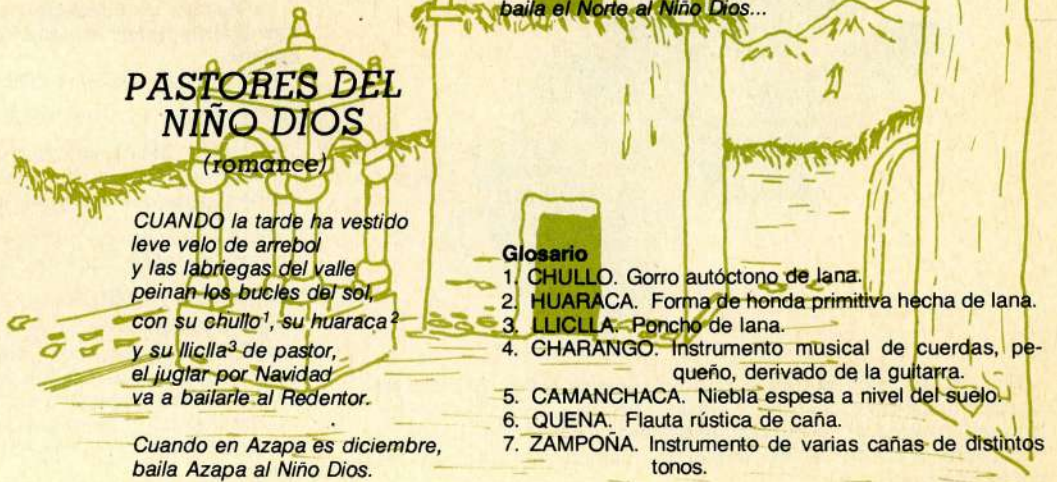 PASTORES DEL
NIÑO DIOS
(romance)
CUANDO la tarde ha vestido
leve velo de arrebol
y las labriegas del valle
peinan los bucles del sol,
con su chullo¹, su huaraca²
y su lliclla³ de pastor,
el juglar por Navidad
va a bailarle al Redentor.
Cuando en Azapa es diciembre,
baila Azapa al Niño Dios.
baila el Norte al Niño Dios...
Glosario
1. CHULLO. Gorro autóctono de lana.
2. HUARACA. Forma de honda primitiva hecha de lana.
3. LLICLLA. Poncho de lana.
4. CHARANGO. Instrumento musical de cuerdas, pe-
queño, derivado de la guitarra.
5. CAMANCHACA. Niebla espesa a nivel del suelo.
6. QUENA. Flauta rústica de caña.
7. ZAMPOÑA. Instrumento de varias cañas de distintos
tonos.